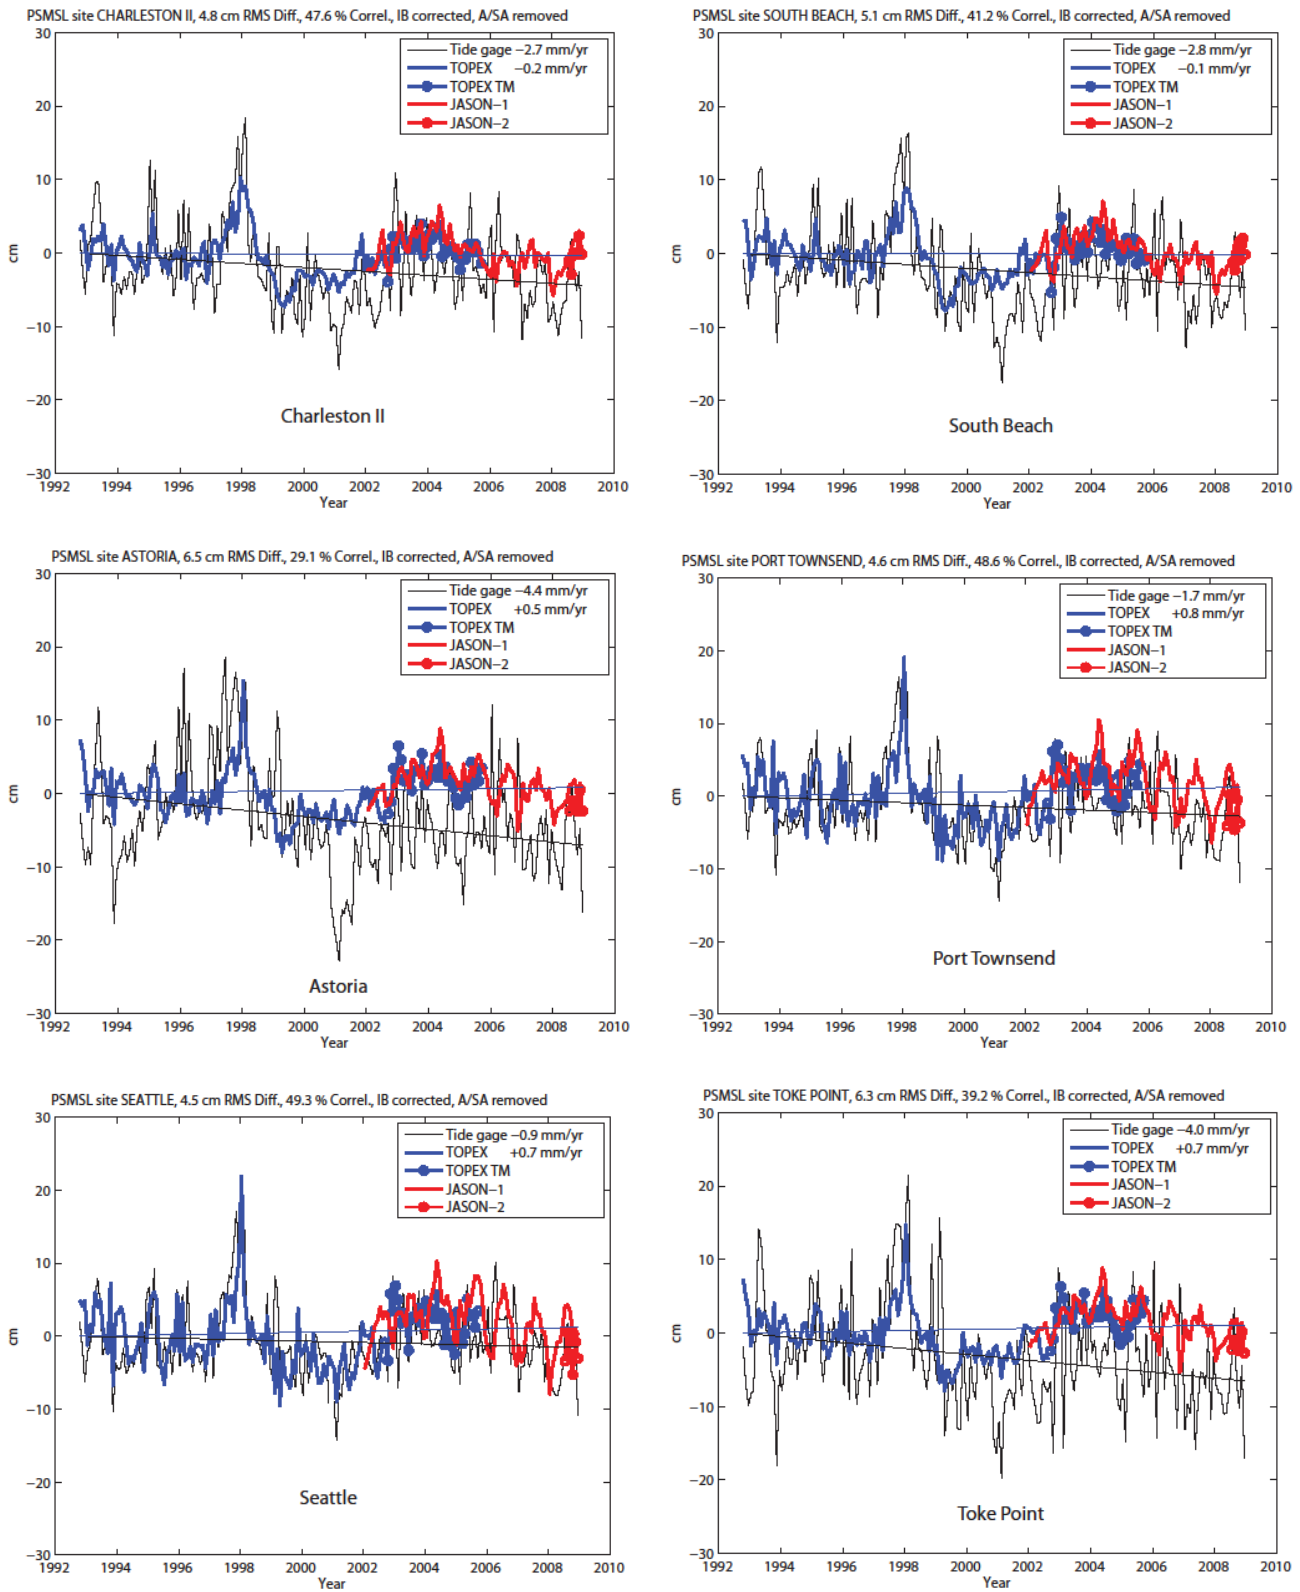 PSMSL site CHARLESTON II, 4.8 cm RMS Diff., 47.6 % Correl., IB corrected, A/SA removed
30
20
10
0
−10
−20
−30
cm
Tide gage −2.7 mm/yr
TOPEX −0.2 mm/yr
TOPEX TM
JASON−1
JASON−2
Charleston II
1992 1994 1996 1998 2000 2002 2004 2006 2008 2010
Year
PSMSL site SOUTH BEACH, 5.1 cm RMS Diff., 41.2 % Correl., IB corrected, A/SA removed
30
20
10
0
−10
−20
−30
cm
Tide gage −2.8 mm/yr
TOPEX −0.1 mm/yr
TOPEX TM
JASON−1
JASON−2
South Beach
1992 1994 1996 1998 2000 2002 2004 2006 2008 2010
Year
PSMSL site ASTORIA, 6.5 cm RMS Diff., 29.1 % Correl., IB corrected, A/SA removed
30
20
10
0
−10
−20
−30
cm
Tide gage −4.4 mm/yr
TOPEX +0.5 mm/yr
TOPEX TM
JASON−1
JASON−2
Astoria
1992 1994 1996 1998 2000 2002 2004 2006 2008 2010
Year
PSMSL site PORT TOWNSEND, 4.6 cm RMS Diff., 48.6 % Correl., IB corrected, A/SA removed
30
20
10
0
−10
−20
−30
cm
Tide gage −1.7 mm/yr
TOPEX +0.8 mm/yr
TOPEX TM
JASON−1
JASON−2
Port Townsend
1992 1994 1996 1998 2000 2002 2004 2006 2008 2010
Year
PSMSL site SEATTLE, 4.5 cm RMS Diff., 49.3 % Correl., IB corrected, A/SA removed
30
20
10
0
−10
−20
−30
cm
Tide gage −0.9 mm/yr
TOPEX +0.7 mm/yr
TOPEX TM
JASON−1
JASON−2
Seattle
1992 1994 1996 1998 2000 2002 2004 2006 2008 2010
Year
PSMSL site TOKE POINT, 6.3 cm RMS Diff., 39.2 % Correl., IB corrected, A/SA removed
30
20
10
0
−10
−20
−30
cm
Tide gage −4.0 mm/yr
TOPEX +0.7 mm/yr
TOPEX TM
JASON−1
JASON−2
Toke Point
1992 1994 1996 1998 2000 2002 2004 2006 2008 2010
Year